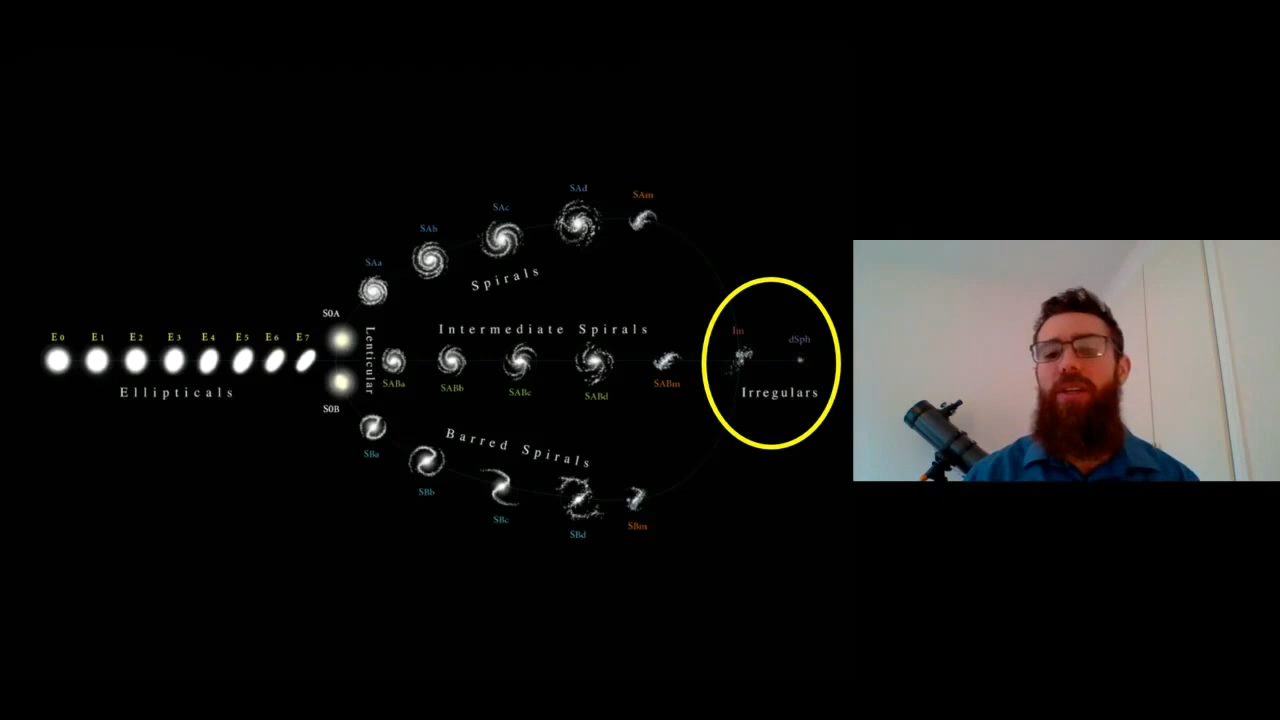 SAd
SAm
SAc
SAb
SAa
Spirals
S0A
Intermediate Spirals
Im
E0 E1 E2 E3 E4 E5 E6 E7
dSph
Lenticular
SABa
SABb
SABc
SABd
SABm
Ellipticals
Irregulars
S0B
Barred Spirals
SBa
SBb
SBc
SBd
SBm